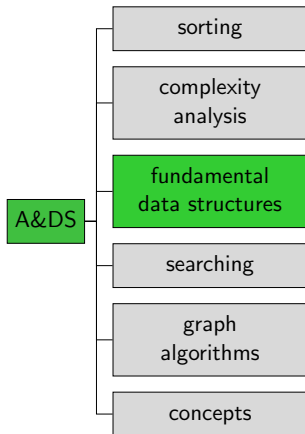 sorting
complexity
analysis
fundamental
data structures
A&DS
searching
graph
algorithms
concepts